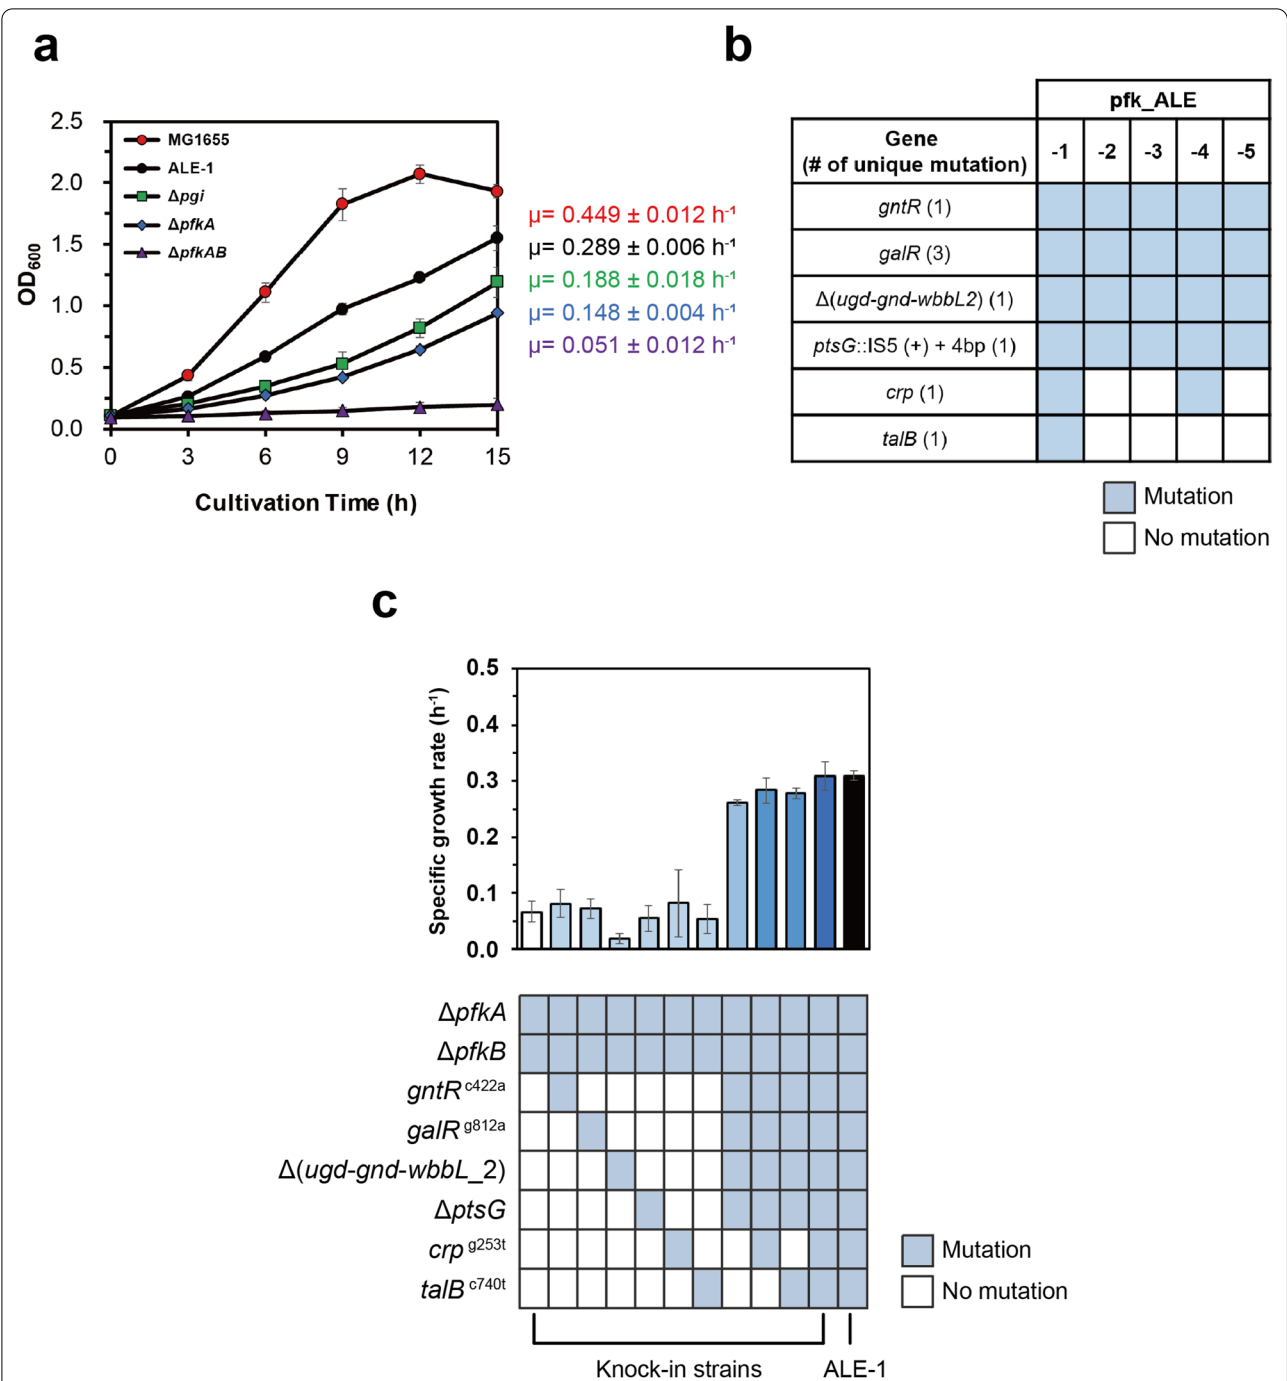 a
2.5
2.0
1.5
1.0
0.5
0.0
OD600
MG1655
ALE-1
Δpgi
ΔpfkA
ΔpfkAB
0 3 6 9 12 15
Cultivation Time (h)
μ= 0.449 ± 0.012 h-1
μ= 0.289 ± 0.006 h-1
μ= 0.188 ± 0.018 h-1
μ= 0.148 ± 0.004 h-1
μ= 0.051 ± 0.012 h-1
b
pfk_ALE
Gene
(# of unique mutation)
-1 -2 -3 -4 -5
gntR (1)
galR (3)
Δ(ugd-gnd-wbbL2) (1)
ptsG::IS5 (+) + 4bp (1)
crp (1)
talB (1)
Mutation
No mutation
c
0.5
0.4
0.3
0.2
0.1
0.0
Specific growth rate (h-1)
ΔpfkA
ΔpfkB
gntR c422a
galR g812a
Δ(ugd-gnd-wbbL_2)
ΔptsG
crp g253t
talB c740t
Mutation
No mutation
Knock-in strains
ALE-1